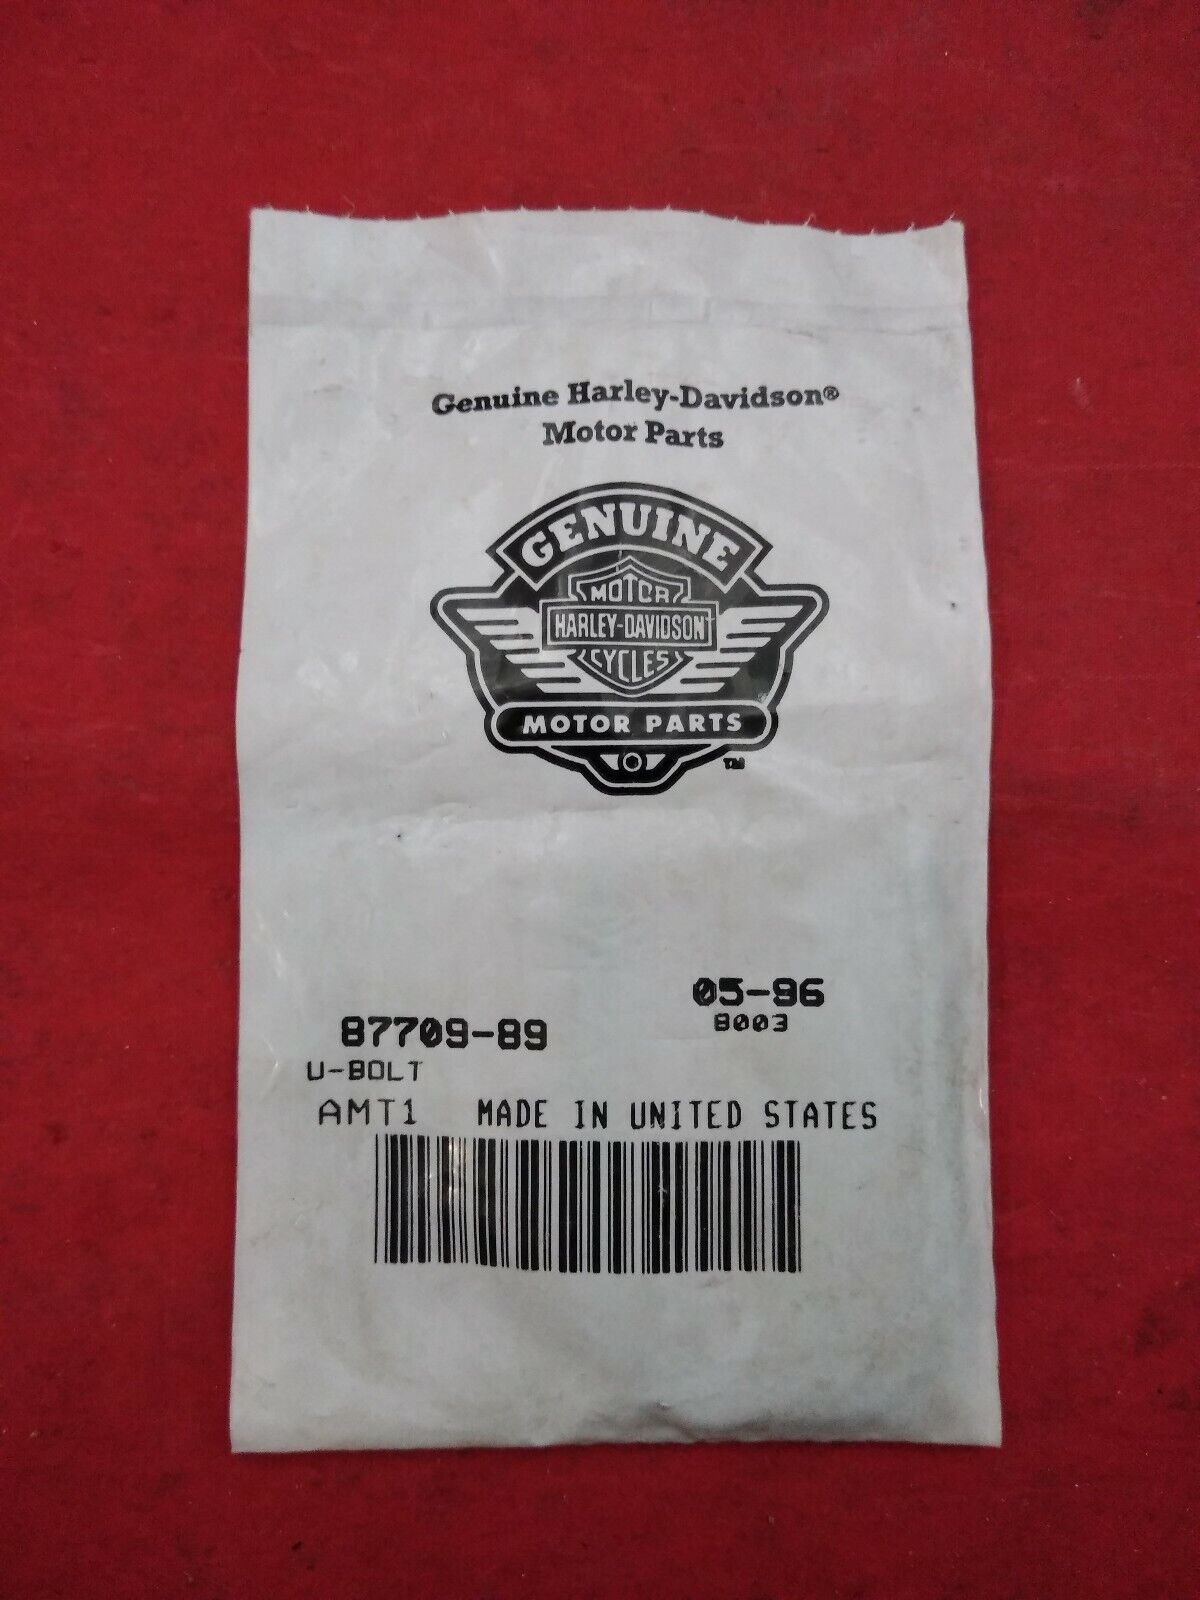 Genuine Harley-Davidson®
Motor Parts
GENUINE
MOTOR
HARLEY-DAVIDSON
CYCLES
®
MOTOR PARTS
TM
05-96
8003
87709-89
U-BOLT
AMT1 MADE IN UNITED STATES